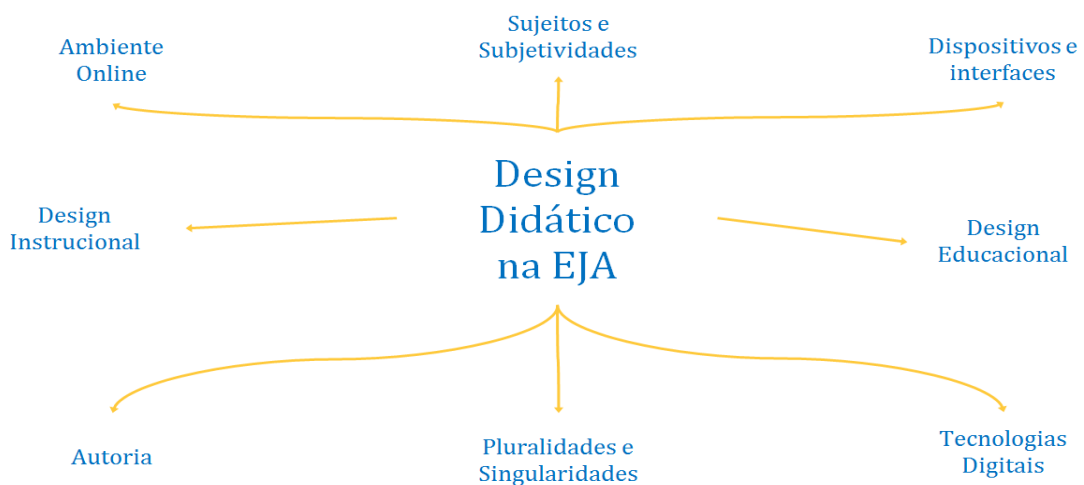 Ambiente
Online
Sujeitos e
Subjetividades
Dispositivos e
interfaces
Design
Instrucional
Design
Didático
na EJA
Design
Educacional
Autoria
Pluralidades e
Singularidades
Tecnologias
Digitais